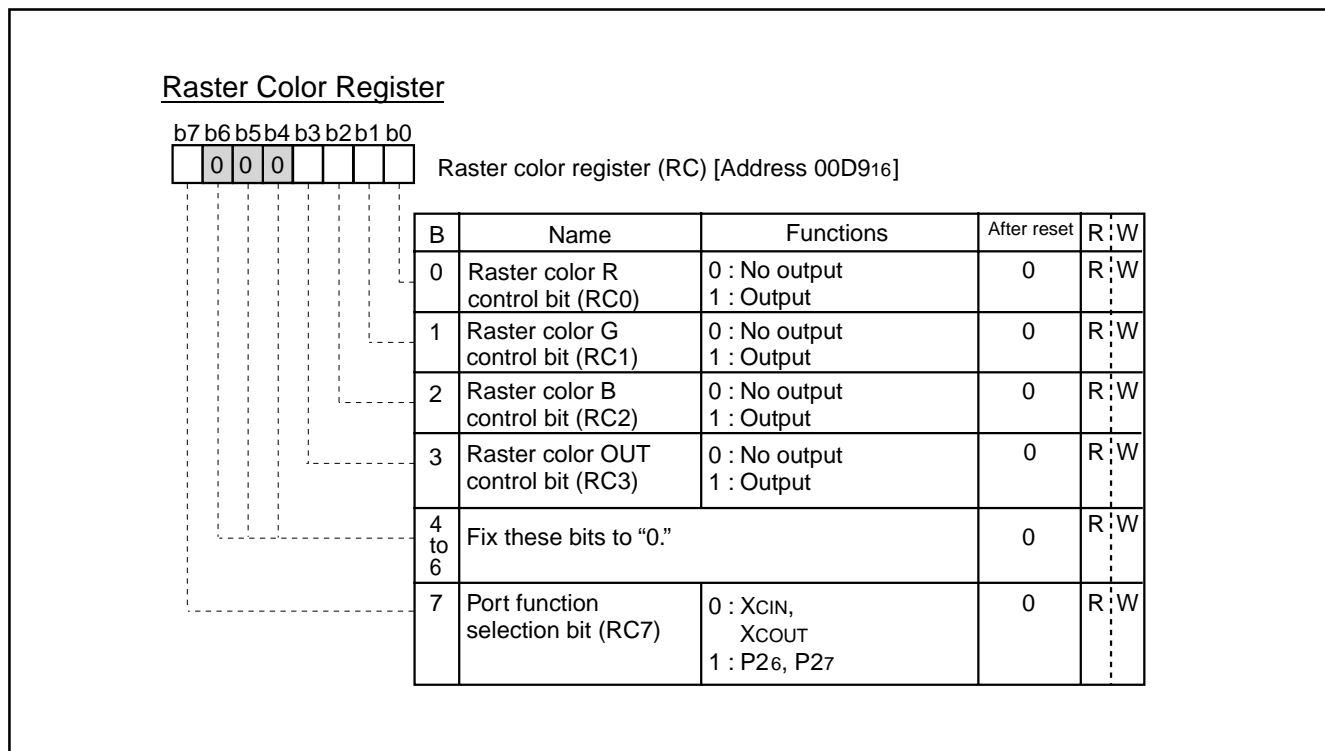 Raster Color Register
b7 b6 b5 b4 b3 b2 b1 b0
0 0 0
Raster color register (RC) [Address 00D916]
B Name Functions After reset R W
0 Raster color R control bit (RC0) 0 : No output 0 R W
1 : Output
1 Raster color G control bit (RC1) 0 : No output 0 R W
1 : Output
2 Raster color B control bit (RC2) 0 : No output 0 R W
1 : Output
3 Raster color OUT control bit (RC3) 0 : No output 0 R W
1 : Output
4 to 6 Fix these bits to “0.” 0 R W
7 Port function selection bit (RC7) 0 : XCIN, 0 R W
XCOUT
1 : P26, P27